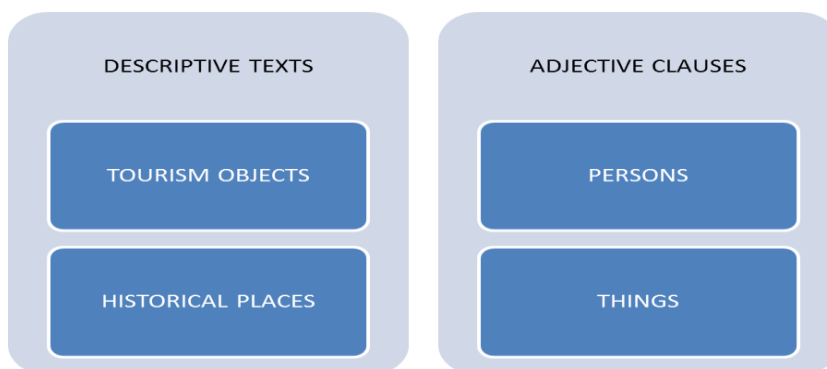 DESCRIPTIVE TEXTS
TOURISM OBJECTS
HISTORICAL PLACES
ADJECTIVE CLAUSES
PERSONS
THINGS